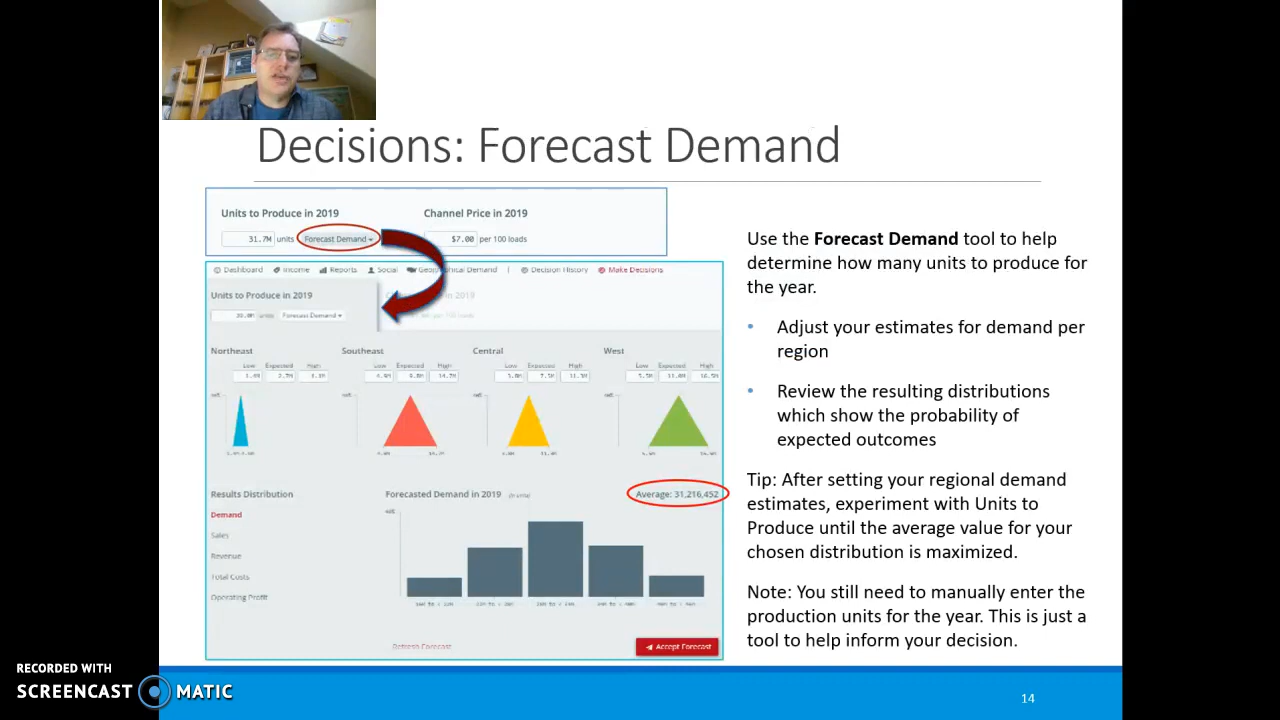 Decisions: Forecast Demand
Units to Produce in 2019
Channel Price in 2019
31.7M units Forecast Demand
$7.00 per 100 loads
Dashboard Income Reports Social Geographical Demand | Decision History Make Decisions
Units to Produce in 2019
units Forecast Demand
Northeast Southeast Central West
Low Expected High Low Expected High Low Expected High Low Expected High
Results Distribution
Forecasted Demand in 2019
Average: 31,216,452
Demand
Sales
Revenue
Total Costs
Operating Profit
Refresh Forecast
Accept Forecast
Use the Forecast Demand tool to help
determine how many units to produce for
the year.
• Adjust your estimates for demand per
region
• Review the resulting distributions
which show the probability of
expected outcomes
Tip: After setting your regional demand
estimates, experiment with Units to
Produce until the average value for your
chosen distribution is maximized.
Note: You still need to manually enter the
production units for the year. This is just a
tool to help inform your decision.
RECORDED WITH
SCREENCAST MATIC
14